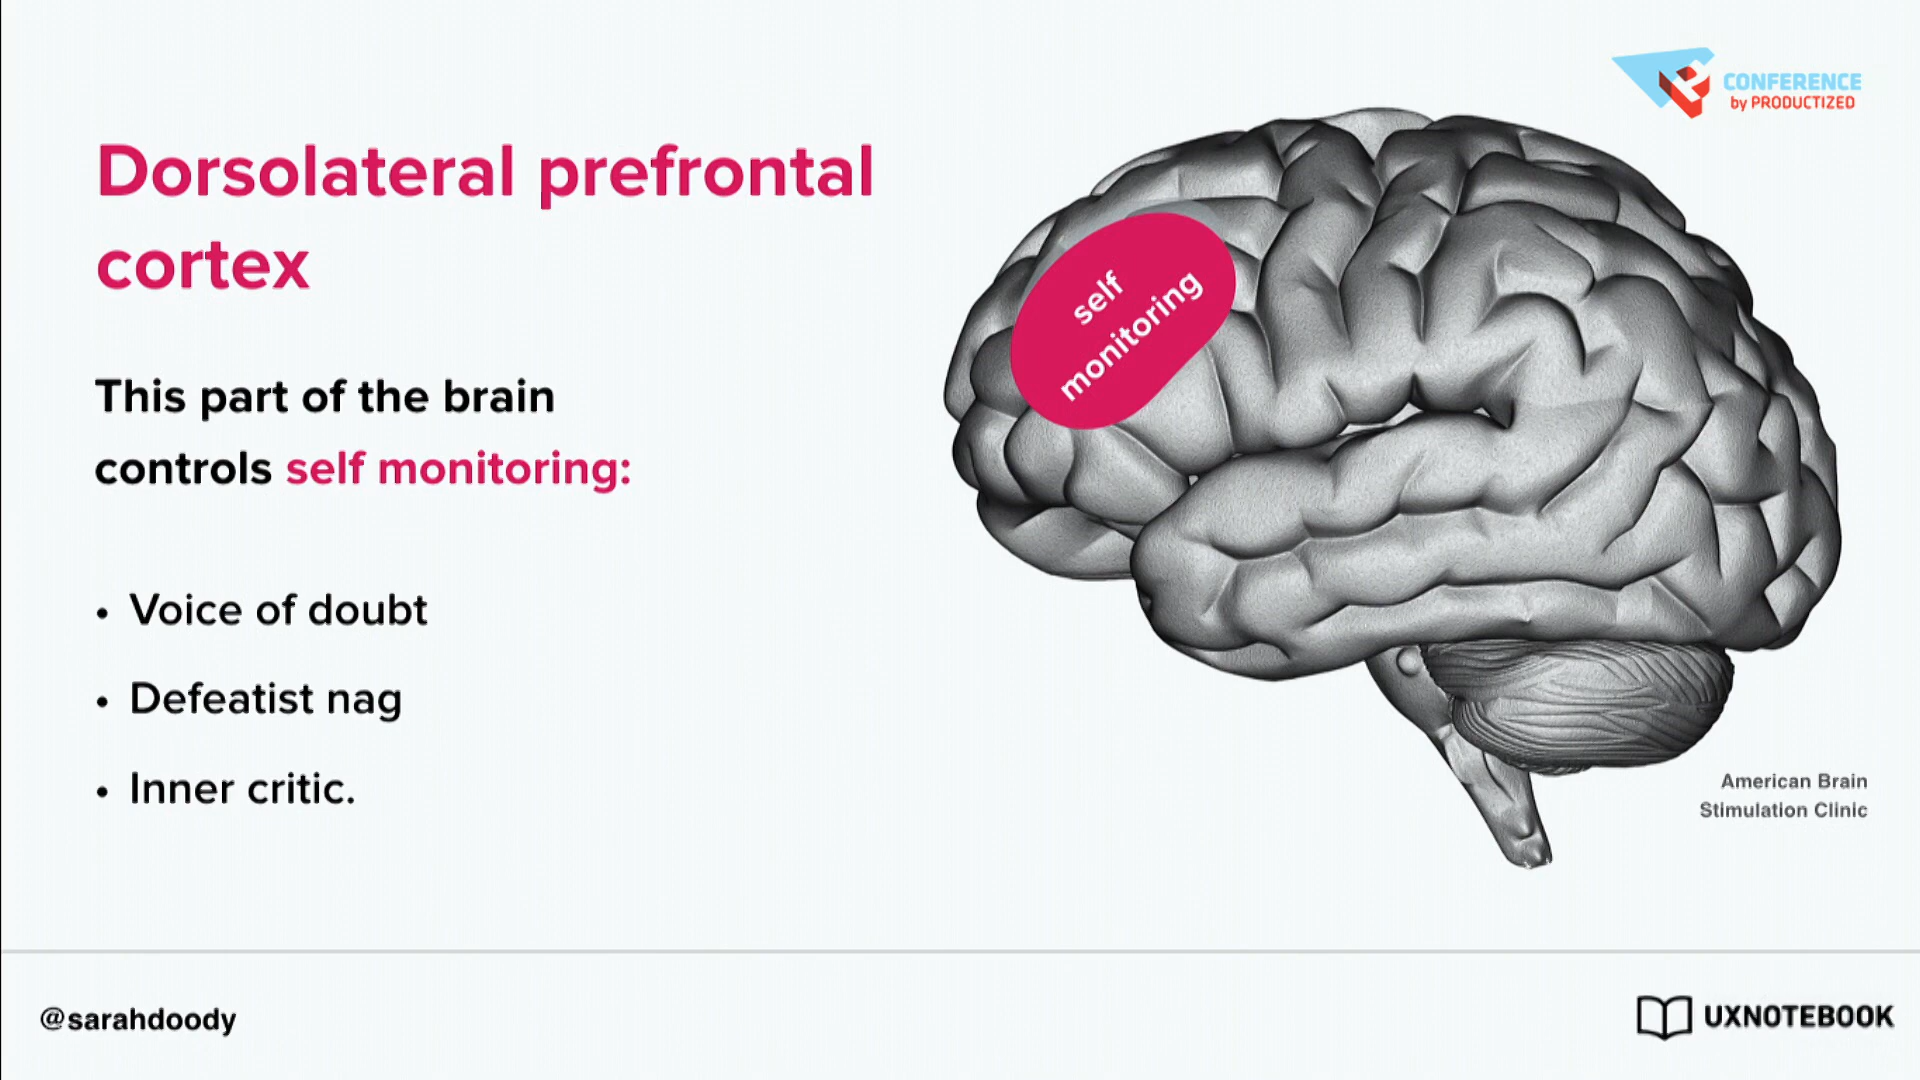 CONFERENCE
by PRODUCTIZED
Dorsolateral prefrontal
cortex
This part of the brain
controls self monitoring:
• Voice of doubt
• Defeatist nag
• Inner critic.
self
monitoring
American Brain
Stimulation Clinic
@sarahdoody
UXNOTEBOOK